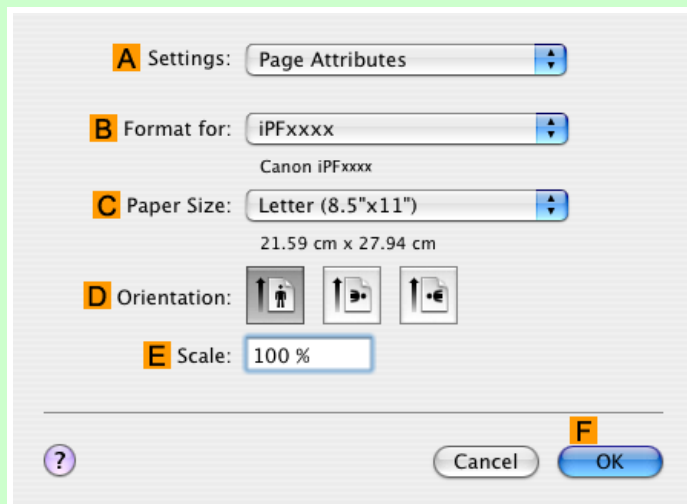 A Settings: Page Attributes
B Format for: iPFxxxx
Canon iPFxxxx
C Paper Size: Letter (8.5"x11")
21.59 cm x 27.94 cm
D Orientation:
E Scale: 100 %
F
? Cancel OK